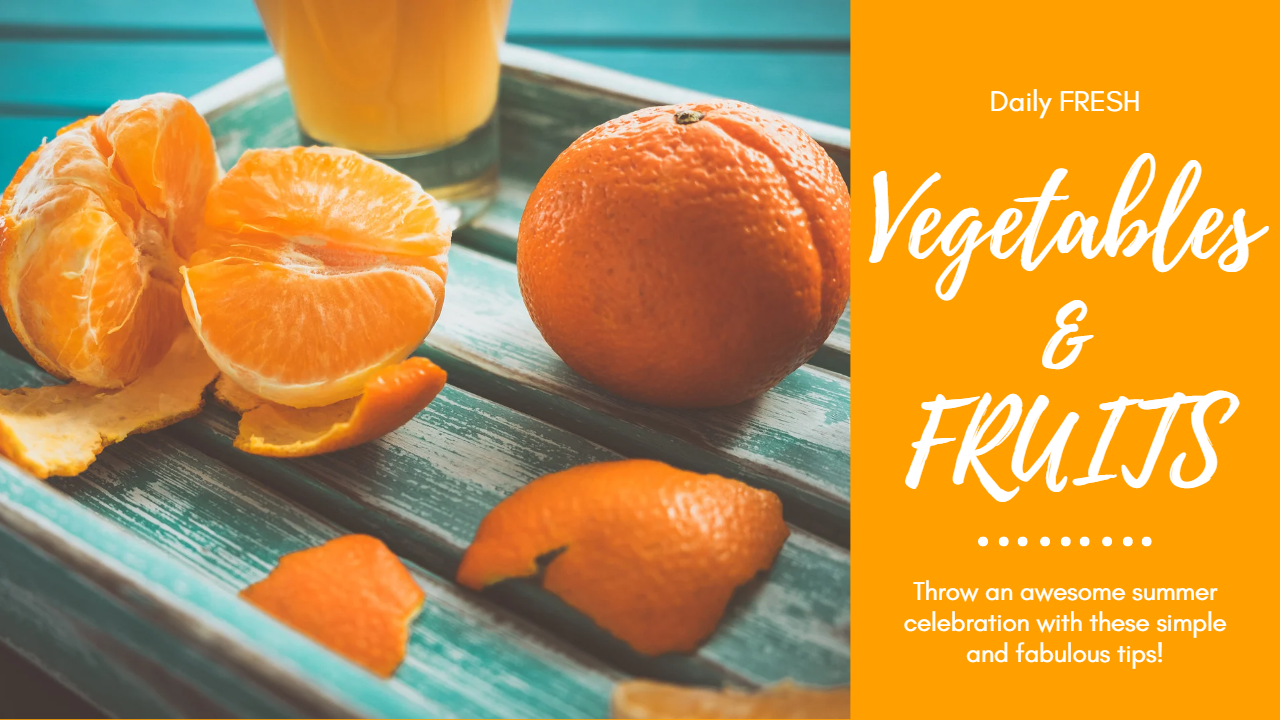 Daily FRESH
Vegetables
&
FRUITS
Throw an awesome summer
celebration with these simple
and fabulous tips!